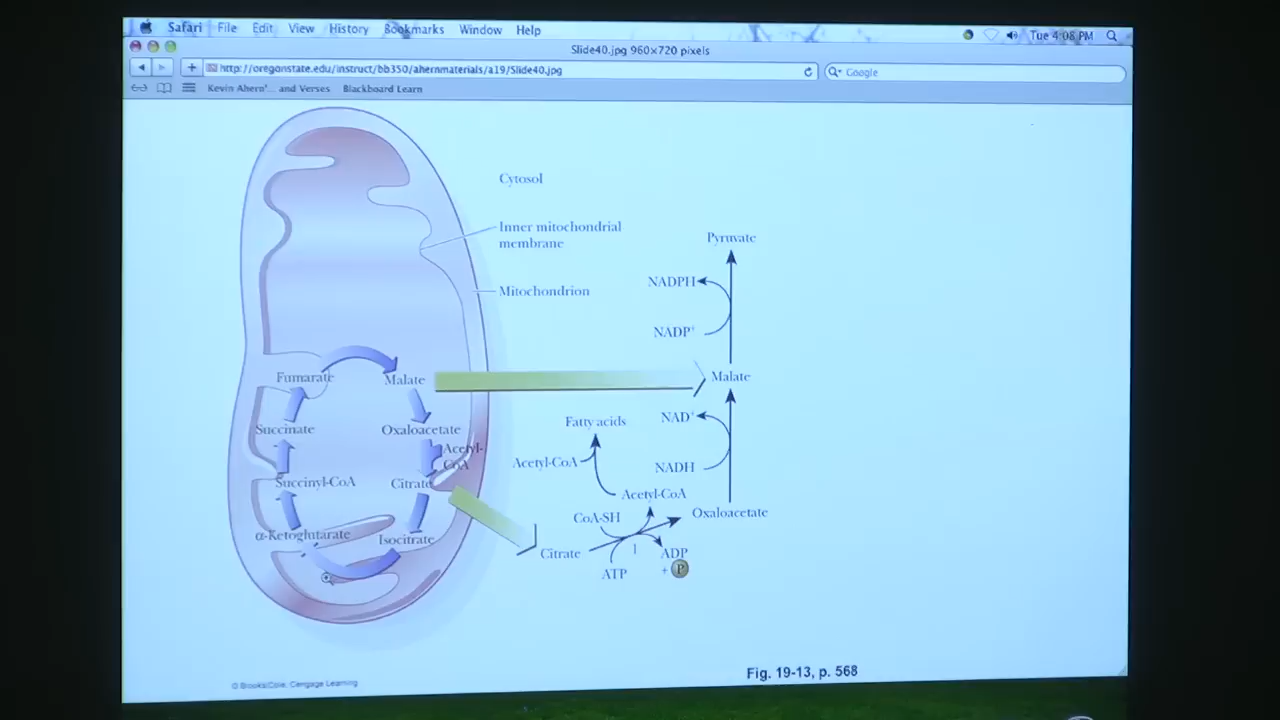 Safari File Edit View History Bookmarks Window Help
Tue 4:08 PM
Slide40.jpg 960×720 pixels
http://oregonstate.edu/instruct/bb350/ahernmaterials/a19/Slide40.jpg
Google
Kevin Ahern'... and Verses Blackboard Learn
Cytosol
Inner mitochondrial
membrane
Mitochondrion
Pyruvate
NADPH
NADP+
Fumarate
Malate
Malate
Succinate
Oxaloacetate
Acetyl-
CoA
Succinyl-CoA
Citrate
α-Ketoglutarate
Isocitrate
Fatty acids
NAD+
Acetyl-CoA
NADH
Acetyl-CoA
CoA-SH
Oxaloacetate
Citrate
ADP
+ P
ATP
Fig. 19-13, p. 568
© Brooks/Cole, Cengage Learning